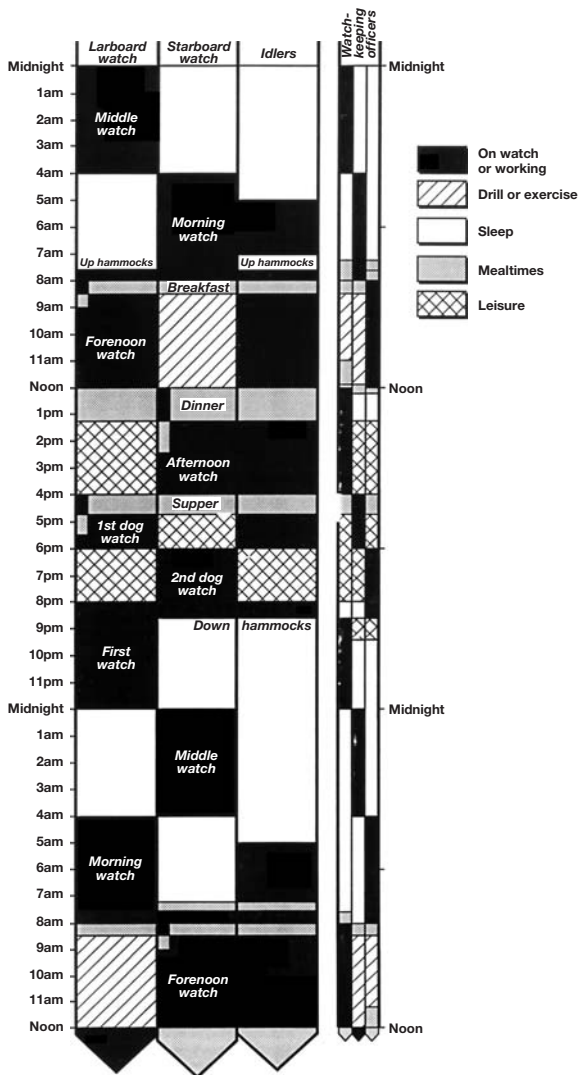 Larboard
watch
Starboard
watch
Idlers
Watch-
keeping
officers
Midnight
Midnight
1am
2am
3am
4am
5am
6am
7am
8am
9am
10am
11am
Noon
Noon
1pm
2pm
3pm
4pm
5pm
6pm
7pm
8pm
9pm
10pm
11pm
Midnight
Midnight
1am
2am
3am
4am
5am
6am
7am
8am
9am
10am
11am
Noon
Noon
Middle
watch
Morning
watch
Up hammocks
Up hammocks
Breakfast
Forenoon
watch
Dinner
Afternoon
watch
Supper
1st dog
watch
2nd dog
watch
Down hammocks
First
watch
Middle
watch
Morning
watch
Forenoon
watch
On watch
or working
Drill or exercise
Sleep
Mealtimes
Leisure